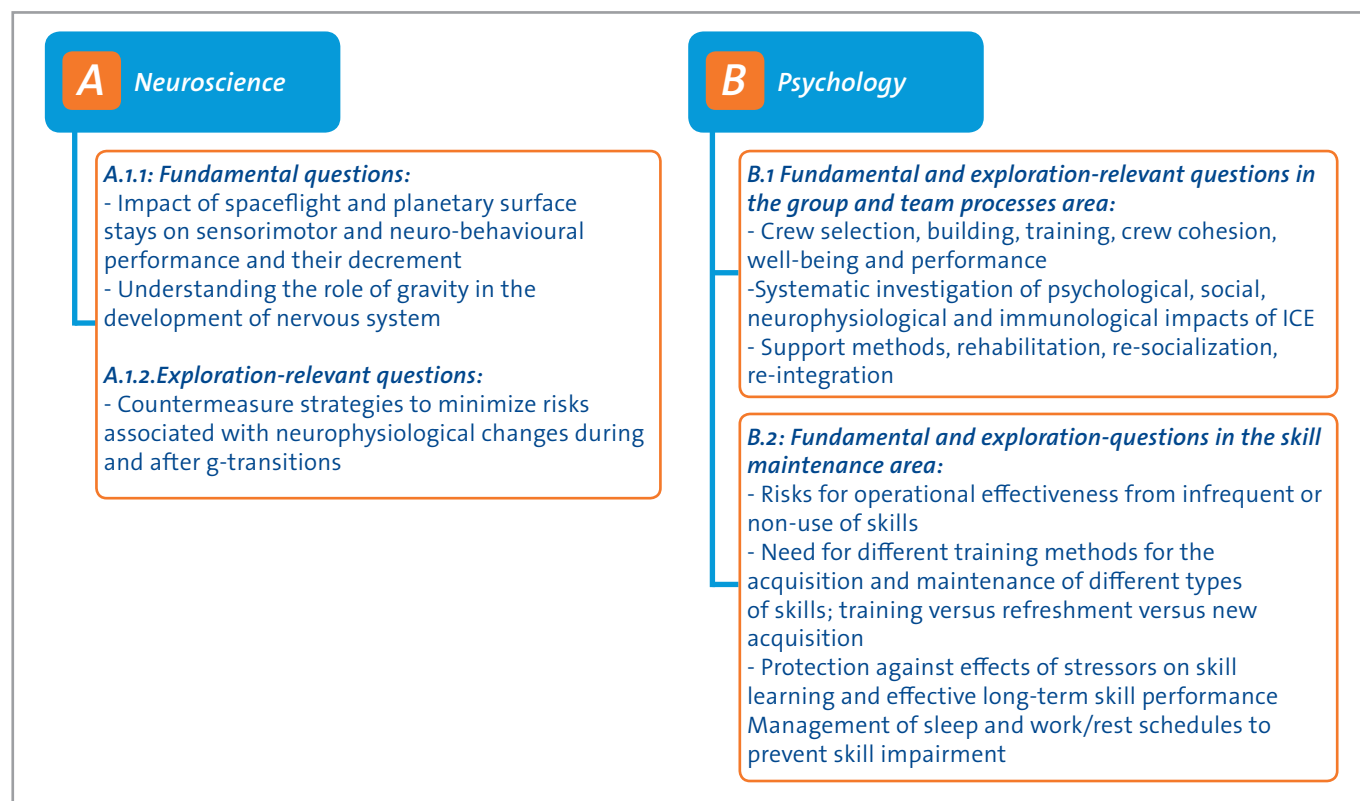 A Neuroscience
A.1.1: Fundamental questions:
- Impact of spaceflight and planetary surface
stays on sensorimotor and neuro-behavioural
performance and their decrement
- Understanding the role of gravity in the
development of nervous system
A.1.2.Exploration-relevant questions:
- Countermeasure strategies to minimize risks
associated with neurophysiological changes during
and after g-transitions
B Psychology
B.1 Fundamental and exploration-relevant questions in
the group and team processes area:
- Crew selection, building, training, crew cohesion,
well-being and performance
-Systematic investigation of psychological, social,
neurophysiological and immunological impacts of ICE
- Support methods, rehabilitation, re-socialization,
re-integration
B.2: Fundamental and exploration-questions in the skill
maintenance area:
- Risks for operational effectiveness from infrequent or
non-use of skills
- Need for different training methods for the
acquisition and maintenance of different types
of skills; training versus refreshment versus new
acquisition
- Protection against effects of stressors on skill
learning and effective long-term skill performance
Management of sleep and work/rest schedules to
prevent skill impairment